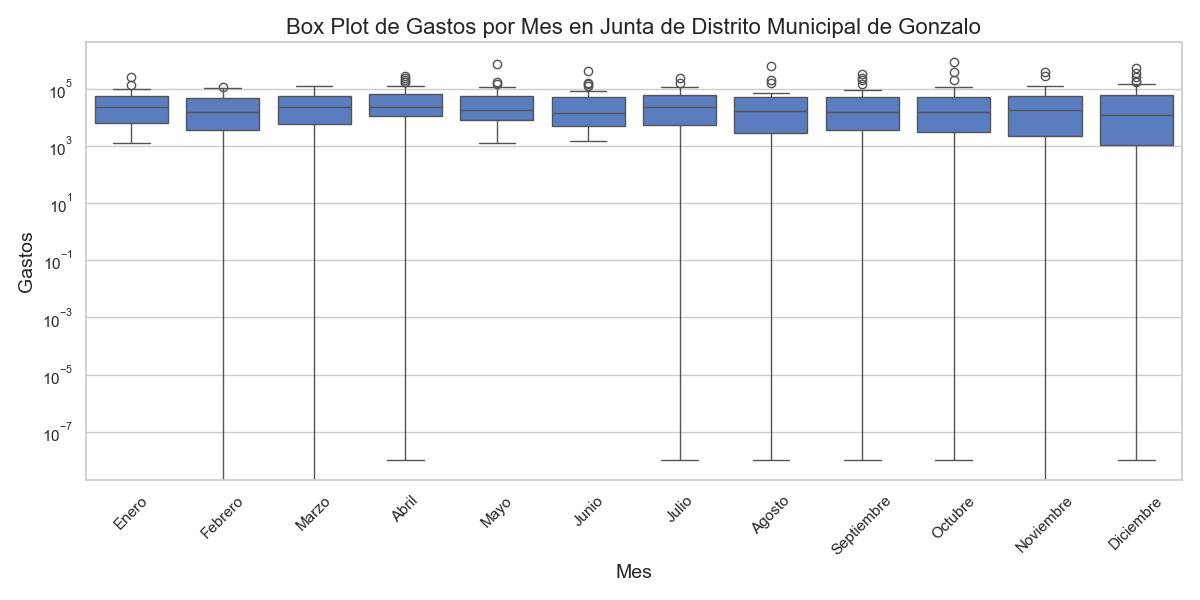 Box Plot de Gastos por Mes en Junta de Distrito Municipal de Gonzalo
Gastos
10^5
10^3
10^1
10^−1
10^−3
10^−5
10^−7
Enero
Febrero
Marzo
Abril
Mayo
Junio
Julio
Agosto
Septiembre
Octubre
Noviembre
Diciembre
Mes